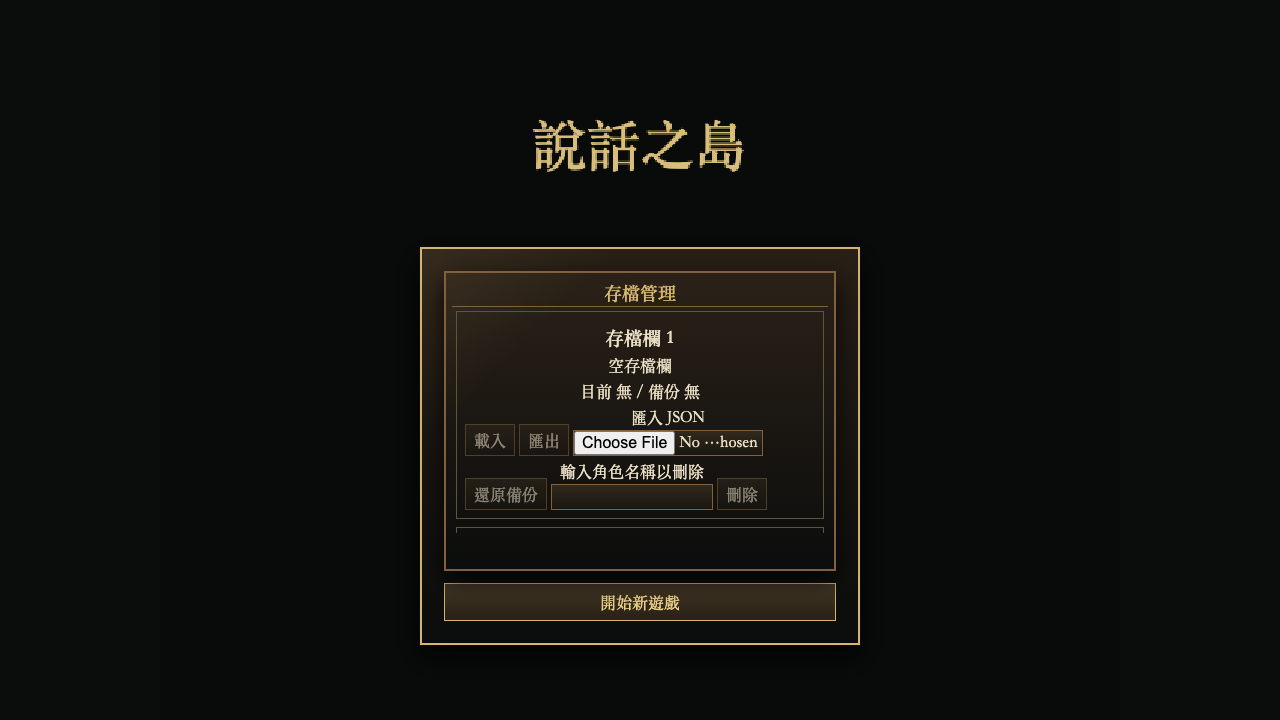 說話之島
存檔管理
存檔欄 1
空存檔欄
目前 無 / 備份 無
匯入 JSON
載入 匯出 Choose File No ⋯hosen
輸入角色名稱以刪除
還原備份 刪除
開始新遊戲